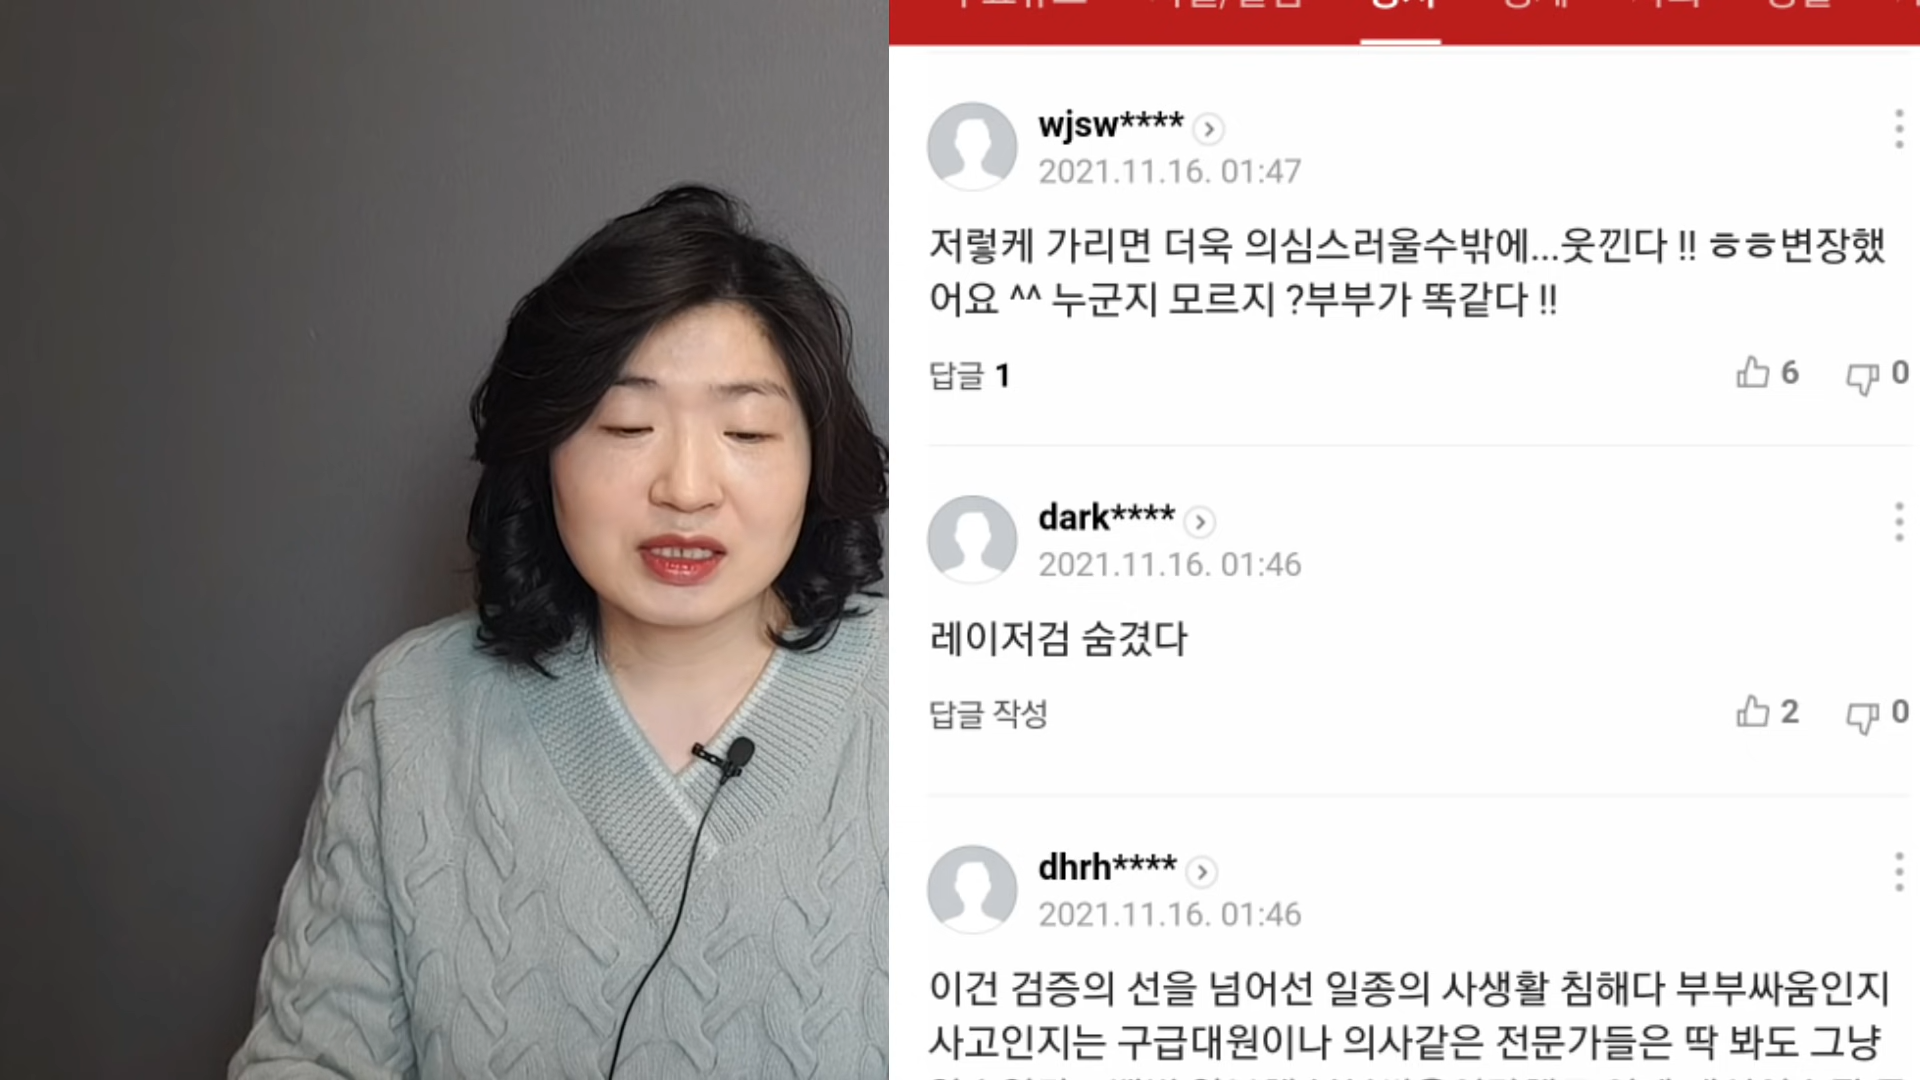 정치
wjsw****
2021.11.16. 01:47
저렇케 가리면 더욱 의심스러울수밖에...웃낀다 !! ㅎㅎ변장했
어요 ^^ 누군지 모르지 ?부부가 똑같다 !!
답글 1
6
0
dark****
2021.11.16. 01:46
레이저검 숨겼다
답글 작성
2
0
dhrh****
2021.11.16. 01:46
이건 검증의 선을 넘어선 일종의 사생활 침해다 부부싸움인지
사고인지는 구급대원이나 의사같은 전문가들은 딱 봐도 그냥